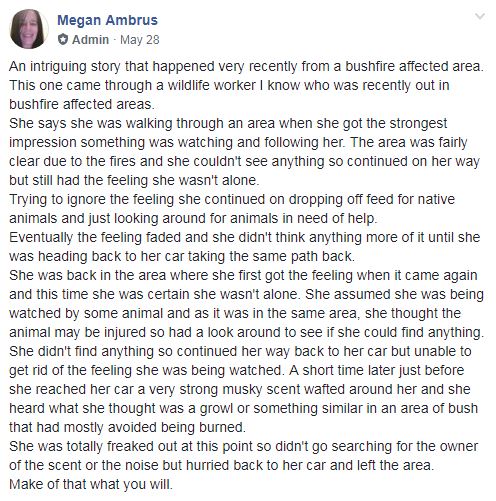 Megan Ambrus
Admin · May 28
An intriguing story that happened very recently from a bushfire affected area.
This one came through a wildlife worker I know who was recently out in
bushfire affected areas.
She says she was walking through an area when she got the strongest
impression something was watching and following her. The area was fairly
clear due to the fires and she couldn't see anything so continued on her way
but still had the feeling she wasn't alone.
Trying to ignore the feeling she continued on dropping off feed for native
animals and just looking around for animals in need of help.
Eventually the feeling faded and she didn't think anything more of it until she
was heading back to her car taking the same path back.
She was back in the area where she first got the feeling when it came again
and this time she was certain she wasn't alone. She assumed she was being
watched by some animal and as it was in the same area, she thought the
animal may be injured so had a look around to see if she could find anything.
She didn't find anything so continued her way back to her car but unable to
get rid of the feeling she was being watched. A short time later just before
she reached her car a very strong musky scent wafted around her and she
heard what she thought was a growl or something similar in an area of bush
that had mostly avoided being burned.
She was totally freaked out at this point so didn't go searching for the owner
of the scent or the noise but hurried back to her car and left the area.
Make of that what you will.